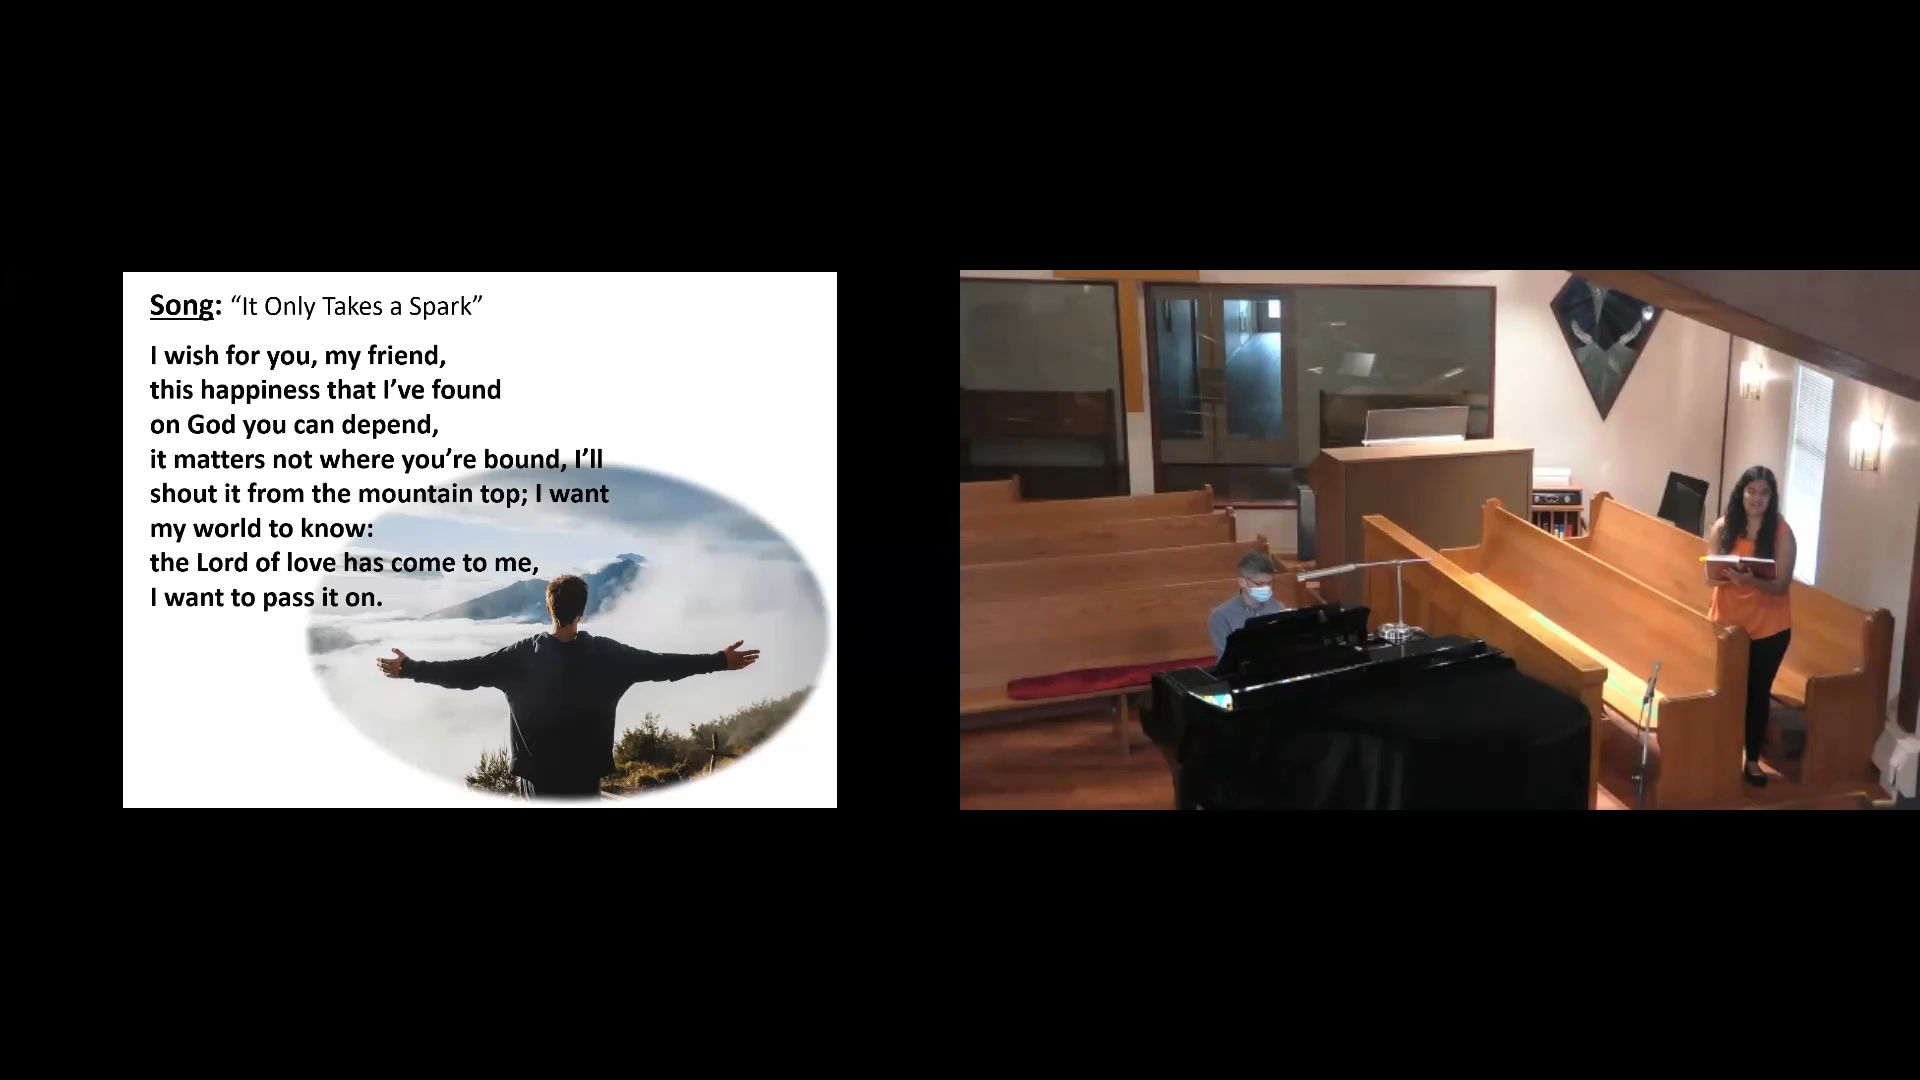 Song: “It Only Takes a Spark”
I wish for you, my friend,
this happiness that I’ve found
on God you can depend,
it matters not where you’re bound, I’ll
shout it from the mountain top; I want
my world to know:
the Lord of love has come to me,
I want to pass it on.